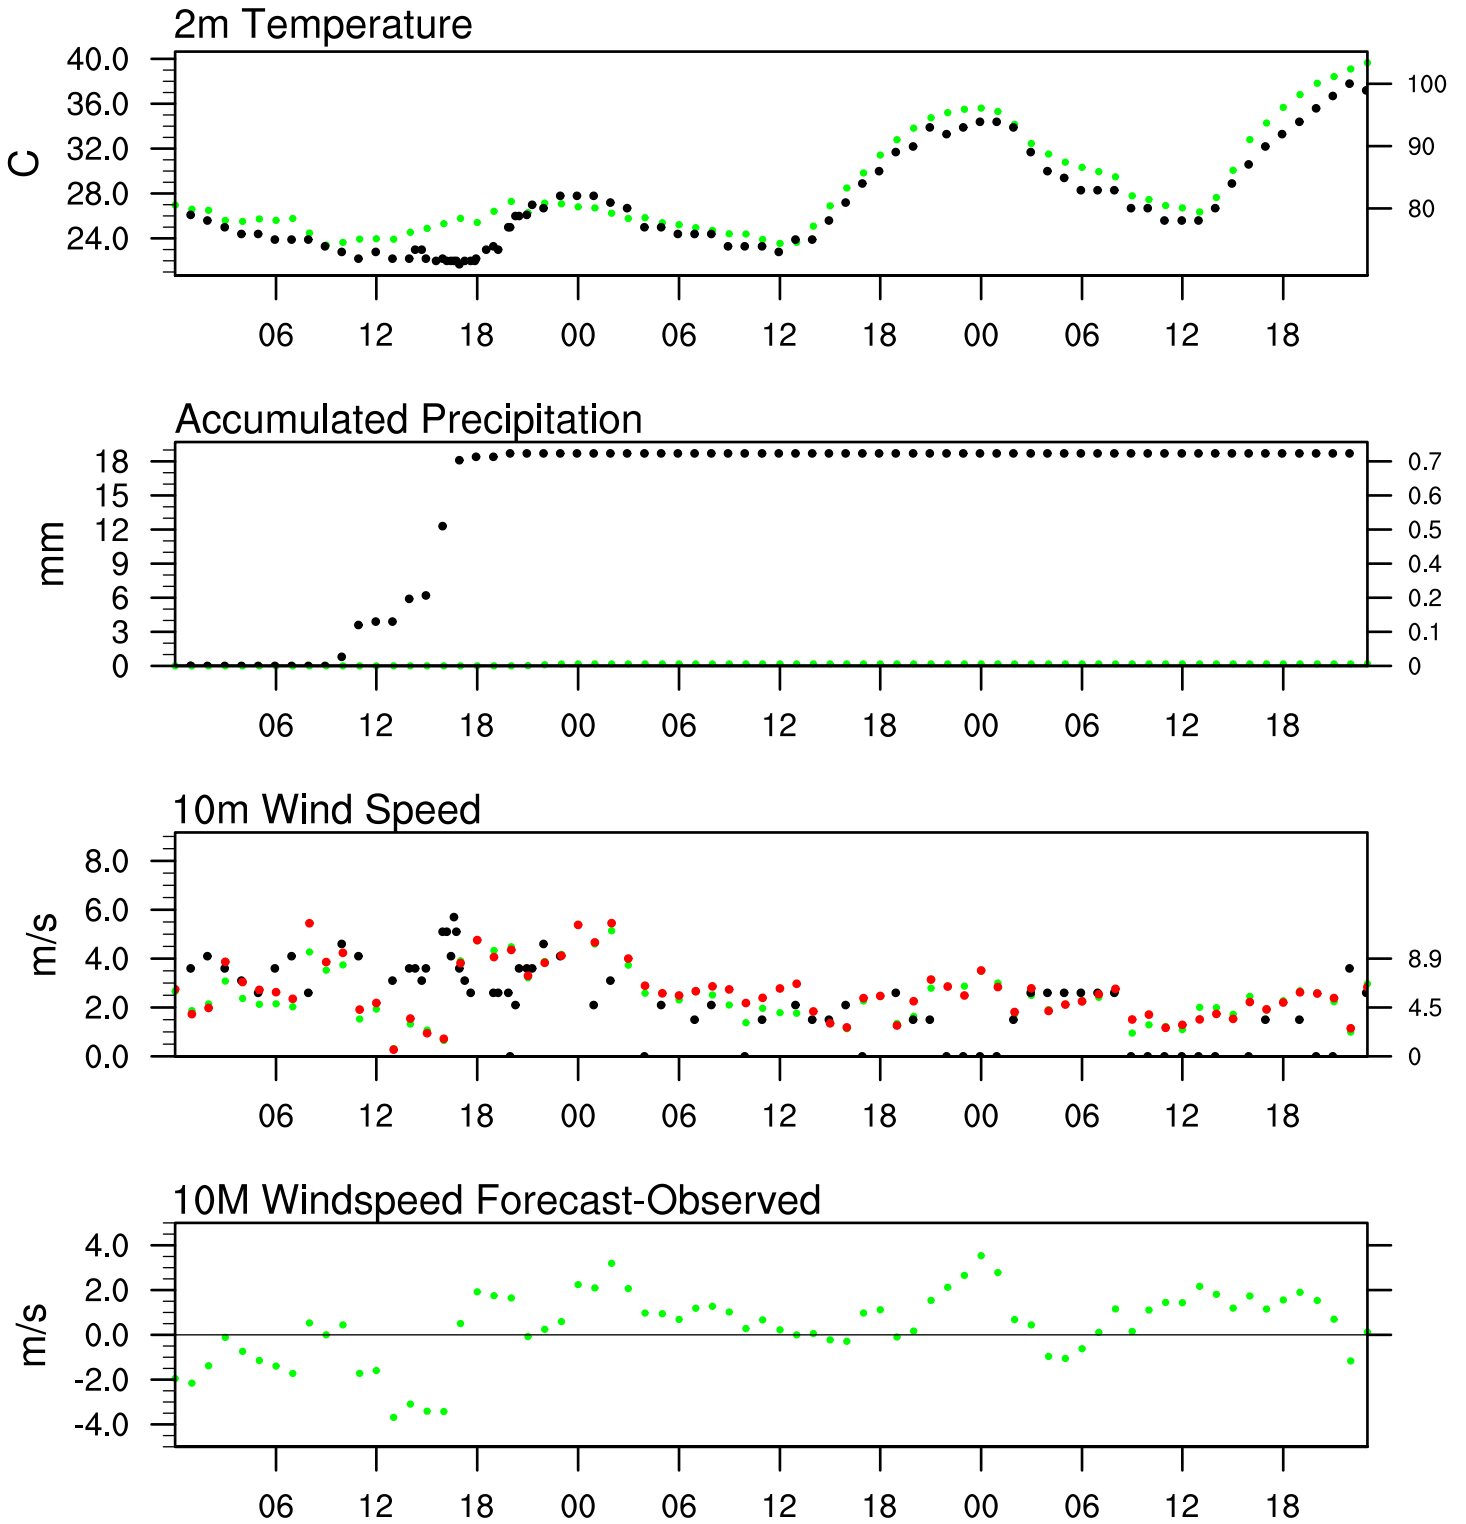 2m Temperature
40.0
36.0
32.0
28.0
24.0
C
100
90
80
06 12 18 00 06 12 18 00 06 12 18
Accumulated Precipitation
18
15
12
9
6
3
0
mm
0.7
0.6
0.5
0.4
0.2
0.1
0
06 12 18 00 06 12 18 00 06 12 18
10m Wind Speed
8.0
6.0
4.0
2.0
0.0
m/s
8.9
4.5
0
06 12 18 00 06 12 18 00 06 12 18
10M Windspeed Forecast-Observed
4.0
2.0
0.0
-2.0
-4.0
m/s
06 12 18 00 06 12 18 00 06 12 18